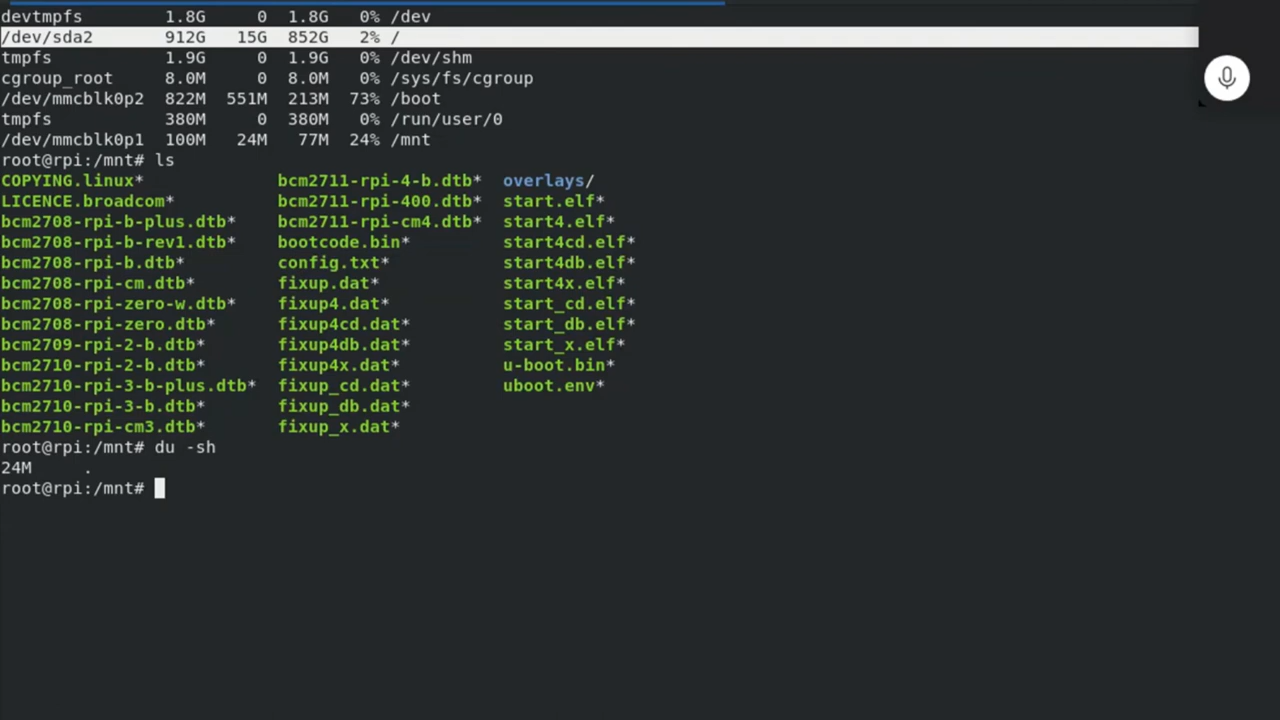 devtmpfs 1.8G 0 1.8G 0% /dev
/dev/sda2 912G 15G 852G 2% /
tmpfs 1.9G 0 1.9G 0% /dev/shm
cgroup_root 8.0M 0 8.0M 0% /sys/fs/cgroup
/dev/mmcblk0p2 822M 551M 213M 73% /boot
tmpfs 380M 0 380M 0% /run/user/0
/dev/mmcblk0p1 100M 24M 77M 24% /mnt
root@rpi:/mnt# ls
COPYING.linux* bcm2711-rpi-4-b.dtb* overlays/
LICENCE.broadcom* bcm2711-rpi-400.dtb* start.elf*
bcm2708-rpi-b-plus.dtb* bcm2711-rpi-cm4.dtb* start4.elf*
bcm2708-rpi-b-rev1.dtb* bootcode.bin* start4cd.elf*
bcm2708-rpi-b.dtb* config.txt* start4db.elf*
bcm2708-rpi-cm.dtb* fixup.dat* start4x.elf*
bcm2708-rpi-zero-w.dtb* fixup4.dat* start_cd.elf*
bcm2708-rpi-zero.dtb* fixup4cd.dat* start_db.elf*
bcm2709-rpi-2-b.dtb* fixup4db.dat* start_x.elf*
bcm2710-rpi-2-b.dtb* fixup4x.dat* u-boot.bin*
bcm2710-rpi-3-b-plus.dtb* fixup_cd.dat* uboot.env*
bcm2710-rpi-3-b.dtb* fixup_db.dat*
bcm2710-rpi-cm3.dtb* fixup_x.dat*
root@rpi:/mnt# du -sh
24M .
root@rpi:/mnt#